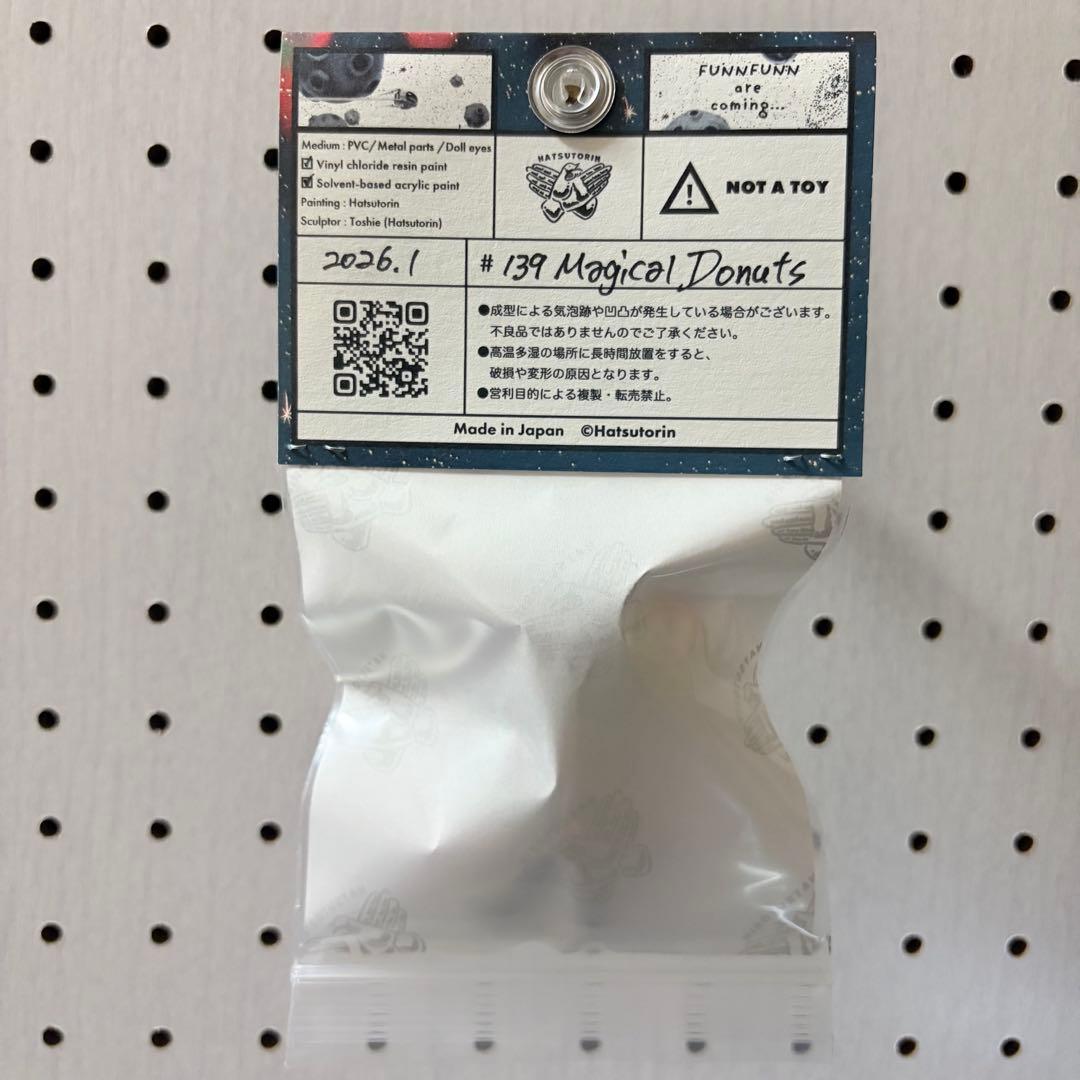 FUNNFUNN
are
coming...
Medium : PVC/Metal parts /Doll eyes
Vinyl chloride resin paint
Solvent-based acrylic paint
Painting : Hatsutorin
Sculptor : Toshie (Hatsutorin)
HATSUTORIN
NOT A TOY
2026.1
# 139 Magical Donuts
●成型による気泡跡や凹凸が発生している場合がございます。
不良品ではありませんのでご了承ください。
●高温多湿の場所に長時間放置をすると、
破損や変形の原因となります。
●営利目的による複製・転売禁止。
Made in Japan ©Hatsutorin